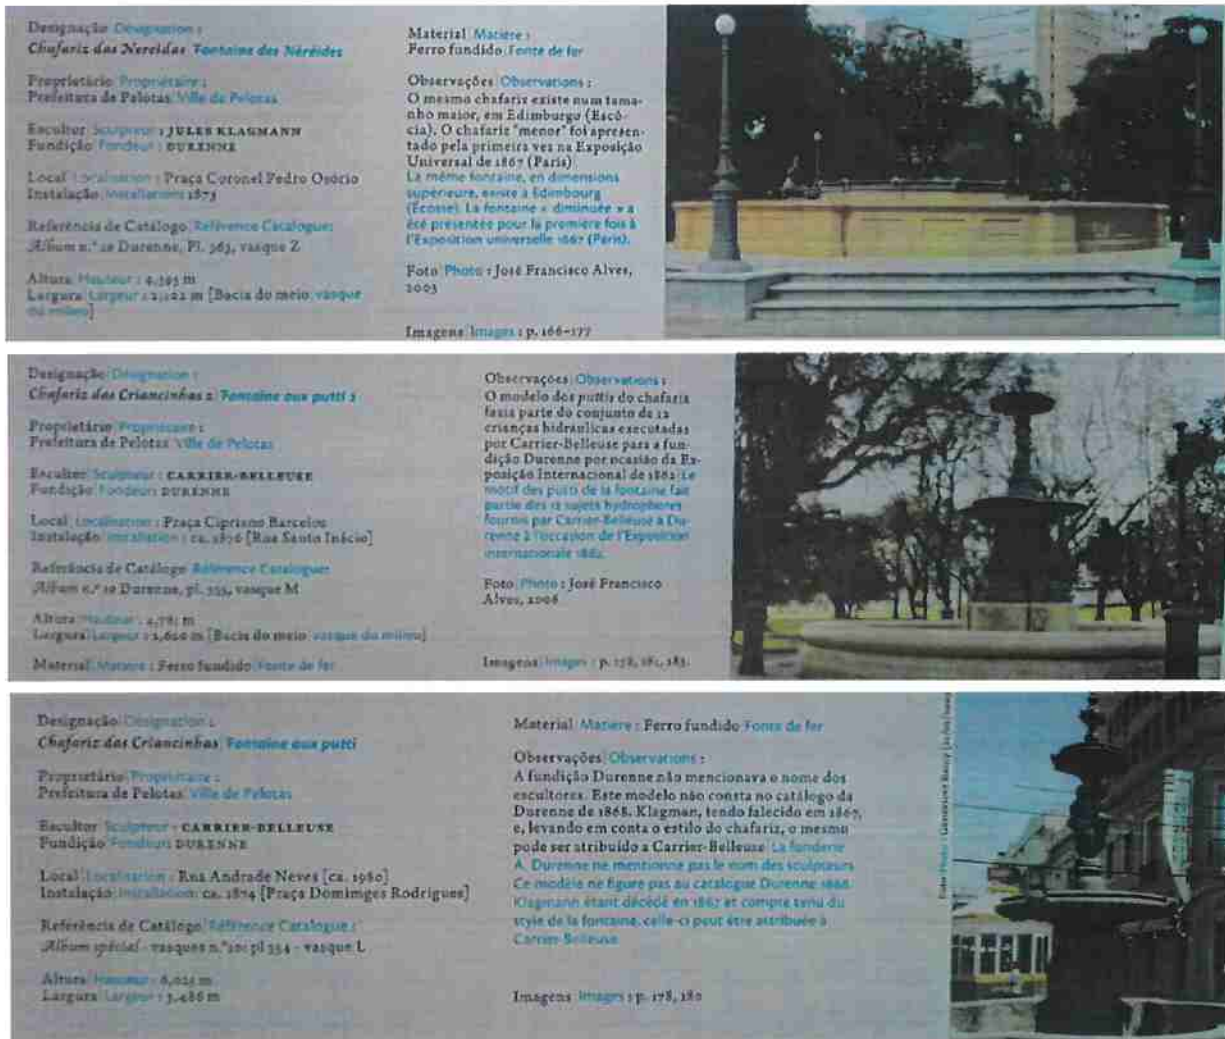 Designação Désignation :
Chafariz das Nereidas Fontaine des Néréides
Proprietário Propriétaire :
Prefeitura de Pelotas Ville de Pelotas
Escultor Sculpteur : JULES KLAGMANN
Fundição Fondeur : DURENNE
Local Localisation : Praça Coronel Pedro Osório
Instalação Installation: 1873
Referência de Catálogo Référence Catalogue:
Album n.º 10 Durenne, Pl. 363, vasque Z
Altura Hauteur :
Largura Largeur : [Bacia do meio vasque
du milieu]
Material Matière :
Ferro fundido Fonte de fer
Observações Observations :
O mesmo chafariz existe num tama-
nho maior, em Edimburgo (Escó-
cia). O chafariz "menor" foi apresen-
tado pela primeira vez na Exposição
Universal de 1867 (Paris)
La même fontaine, en dimensions
supérieure, existe à Edimbourg
(Ecosse). La fontaine « diminuée » a
été présentée pour la première fois à
l'Exposition universelle 1867 (Paris).
Foto Photo : José Francisco Alves,
2003
Imagens Images : p. 166-177
Designação Désignation :
Chafariz das Criancinhas 2 Fontaine aux putti 2
Proprietário Propriétaire :
Prefeitura de Pelotas Ville de Pelotas
Escultor Sculpteur : CARRIER-BELLEUSE
Fundição Fondeur: DURENNE
Local Localisation : Praça Cipriano Barcelos
Instalação Installation : ca. 1876 [Rua Santo Inácio]
Referência de Catálogo Référence Catalogue:
Album n.º 10 Durenne, pl. 353, vasque M
Altura Hauteur : 4,781 m
Largura Largeur : 2,620 m [Bacia do meio vasque du milieu]
Material Matière : Ferro fundido Fonte de fer
Observações Observations :
O modelo dos puttis do chafariz
fazia parte do conjunto de 12
crianças hidráulicas executadas
por Carrier-Belleuse para a fun-
dição Durenne por ocasião da Ex-
posição Internacional de 1862 Le
motif des putti de la fontaine fait
partie des 12 sujets hydrophores
fournis par Carrier-Belleuse à Du-
renne à l'occasion de l'Exposition
internationale 1862.
Foto Photo : José Francisco
Alves, 2006
Imagens Images : p. 178, 181, 183.
Designação Désignation :
Chafariz das Criancinhas Fontaine aux putti
Proprietário Propriétaire :
Prefeitura de Pelotas Ville de Pelotas
Escultor Sculpteur : CARRIER-BELLEUSE
Fundição Fondeur: DURENNE
Local Localisation : Rua Andrade Neves [ca. 1980]
Instalação Installation: ca. 1874 [Praça Domimges Rodrigues]
Referência de Catálogo Référence Catalogue :
Album spécial - vasques n.º10: pl 354 - vasque L
Altura Hauteur : 6,025 m
Largura Largeur : 3,486 m
Material Matière : Ferro fundido Fonte de fer
Observações Observations :
A fundição Durenne não mencionava o nome dos
escultores. Este modelo não consta no catálogo da
Durenne de 1868. Klagman, tendo falecido em 1867,
e, levando em conta o estilo do chafariz, o mesmo
pode ser atribuído a Carrier-Belleuse La fonderie
A. Durenne ne mentionne pas le nom des sculpteurs
Ce modèle ne figure pas au catalogue Durenne 1868.
Klagmann étant décédé en 1867 et compte tenu du
style de la fontaine, celle-ci peut être attribuée à
Carrier-Belleuse
Imagens Images : p. 178, 180
Foto Photo :